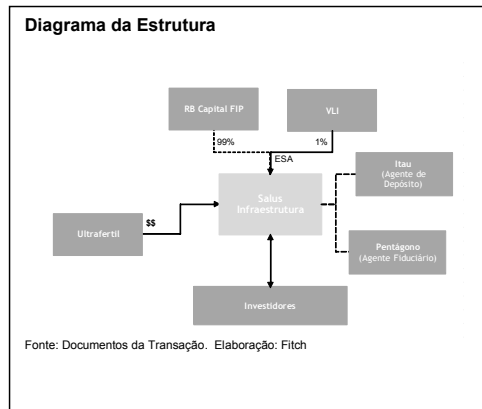 Diagrama da Estrutura
RB Capital FIP
VLI
99%
1%
ESA
Itau
(Agente de
Depósito)
Salus
Infraestrutura
Ultrafertil
$$
Pentágono
(Agente Fiduciário)
Investidores
Fonte: Documentos da Transação. Elaboração: Fitch